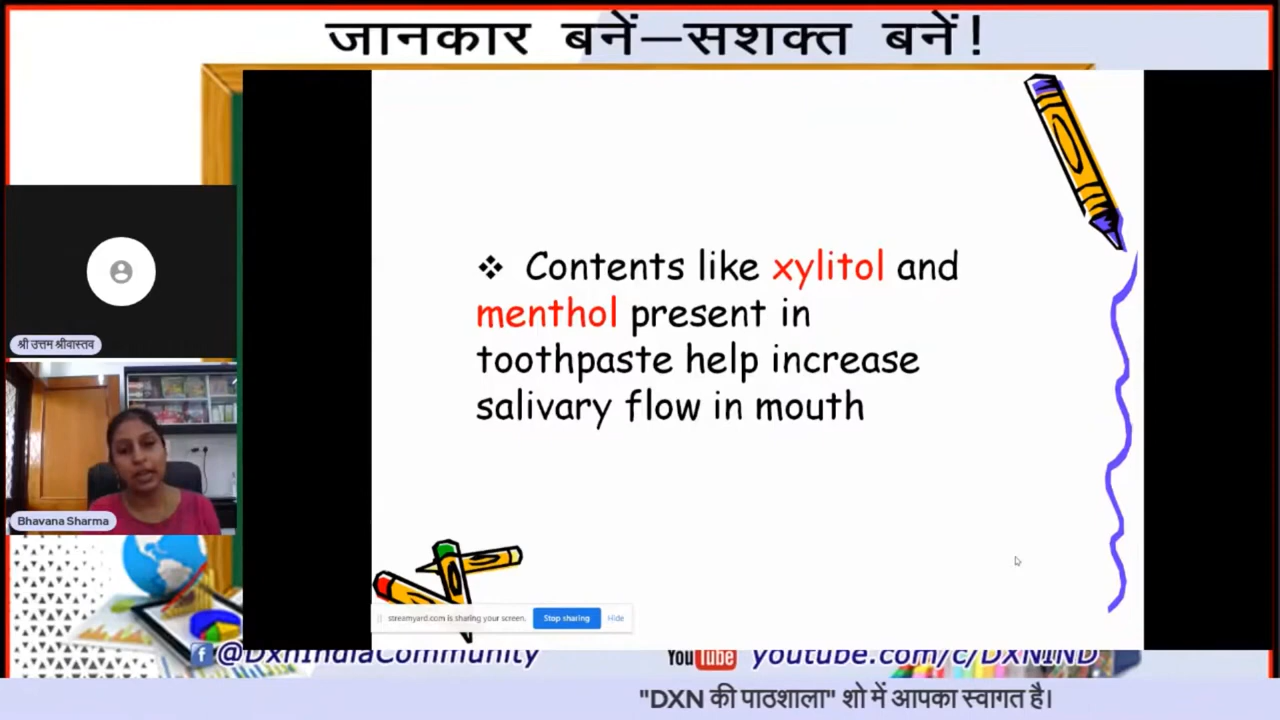 जानकार बनें–सशक्त बनें!
❖ Contents like xylitol and
menthol present in
toothpaste help increase
salivary flow in mouth
श्री उत्तम श्रीवास्तव
Bhavana Sharma
streamyard.com is sharing your screen.
Stop sharing
Hide
f @DxnIndiaCommunity
YouTube youtube.com/c/DXNIND
"DXN की पाठशाला" शो में आपका स्वागत है।